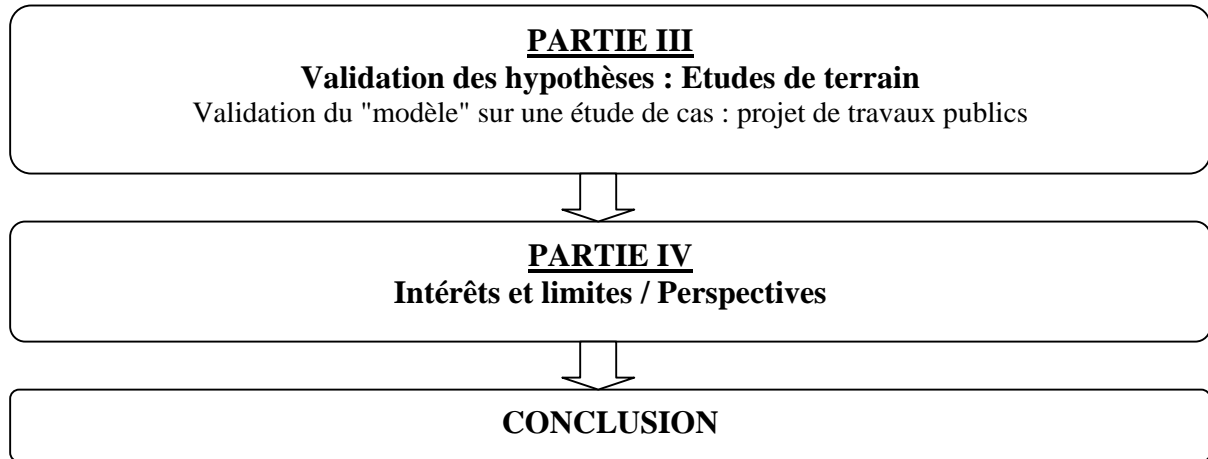 PARTIE III
Validation des hypothèses : Etudes de terrain
Validation du "modèle" sur une étude de cas : projet de travaux publics
PARTIE IV
Intérêts et limites / Perspectives
CONCLUSION